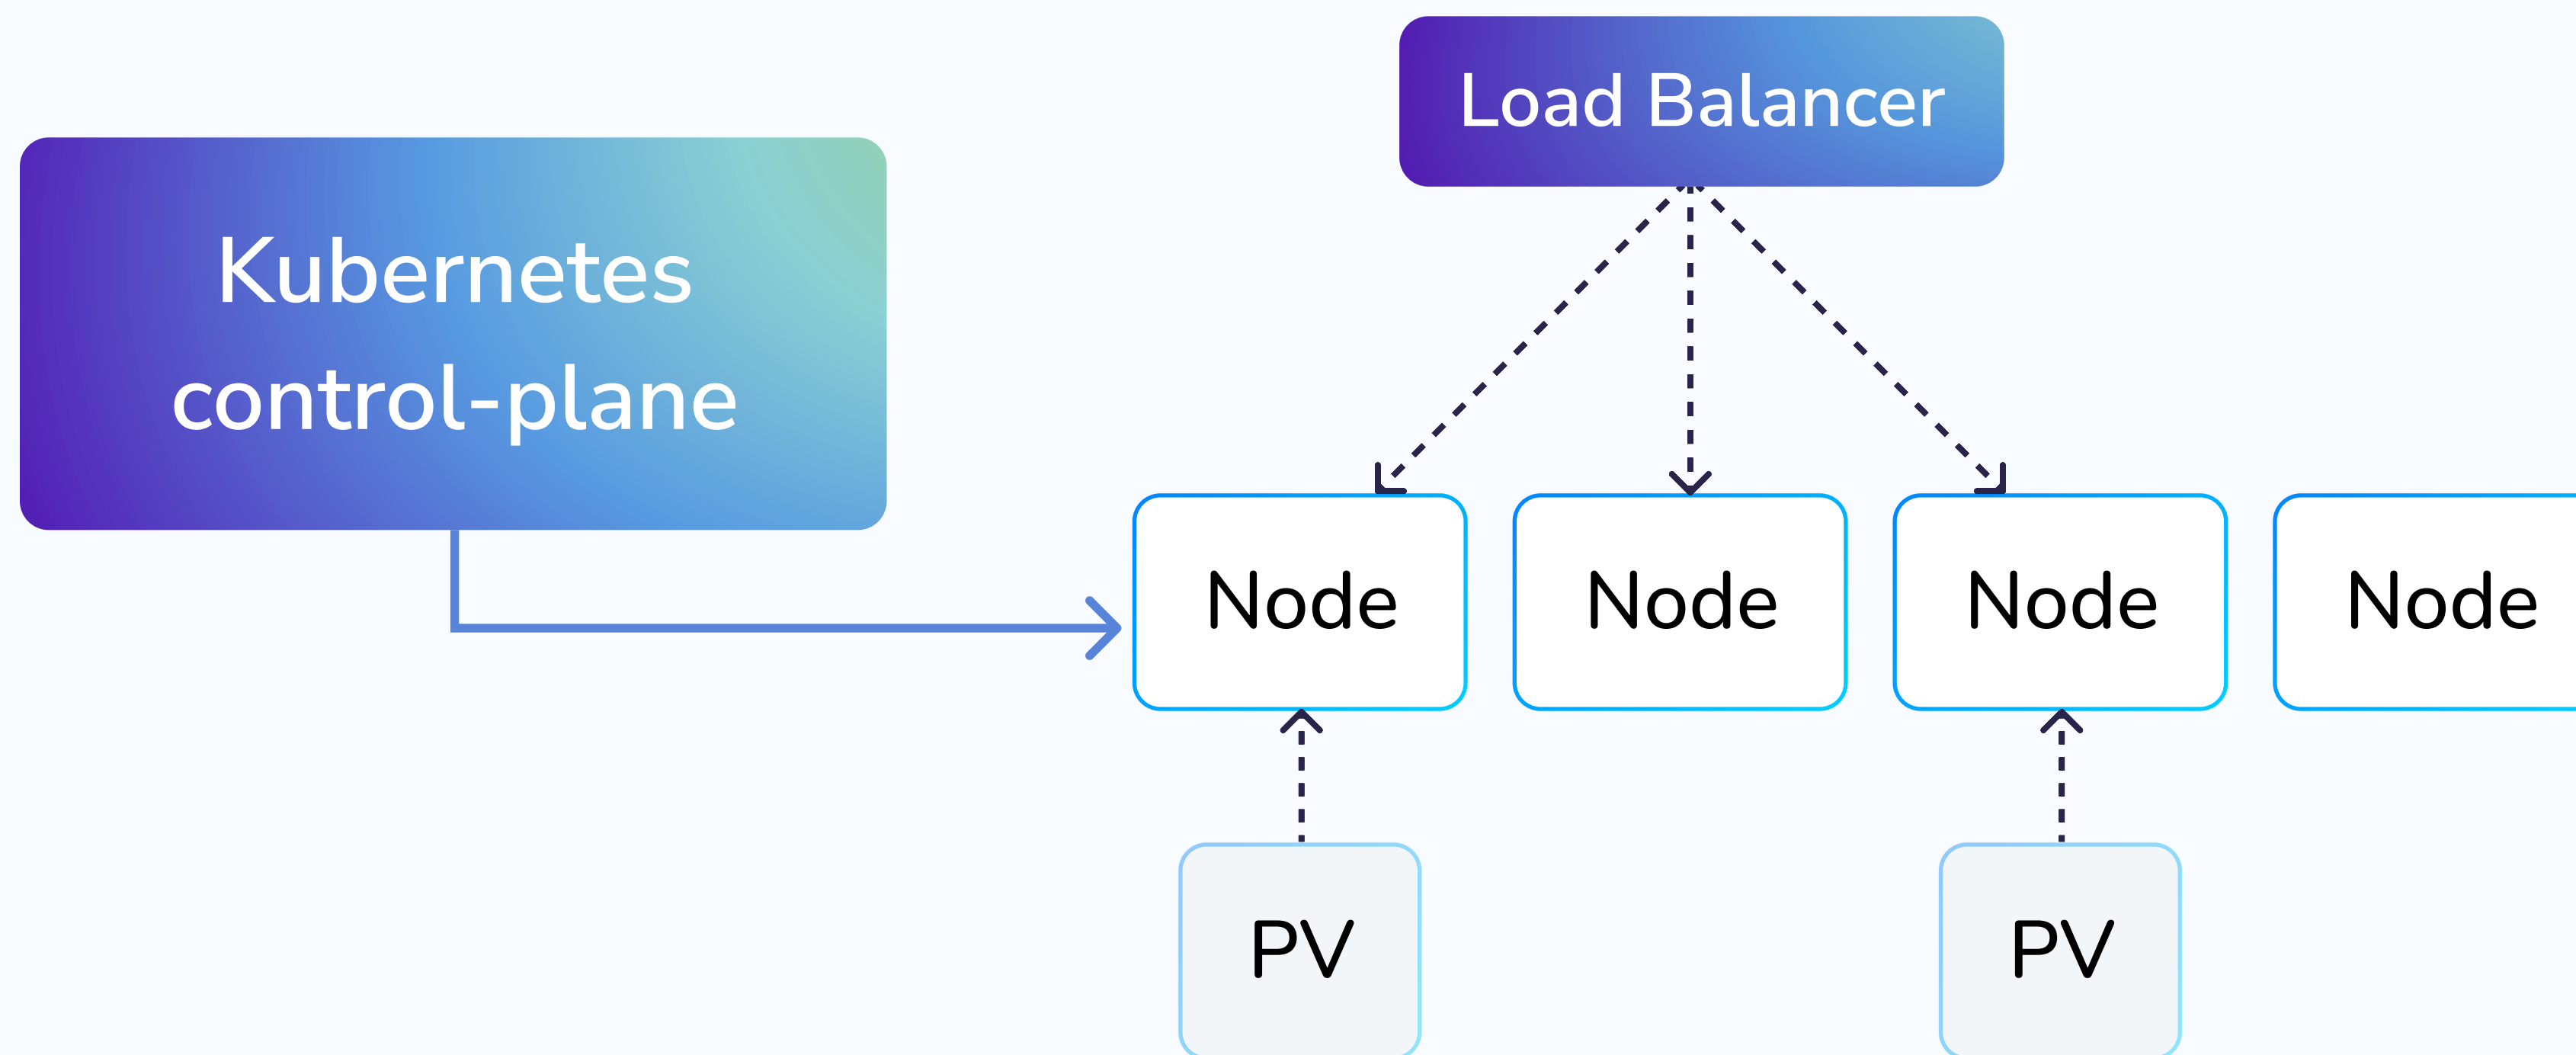 Load Balancer
Kubernetes
control-plane
Node
Node
Node
Node
PV
PV